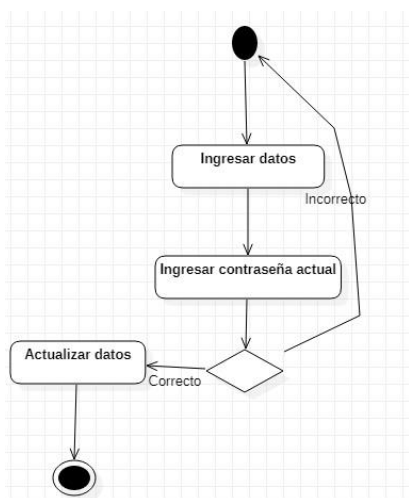 Ingresar datos
Incorrecto
Ingresar contraseña actual
Actualizar datos
Correcto